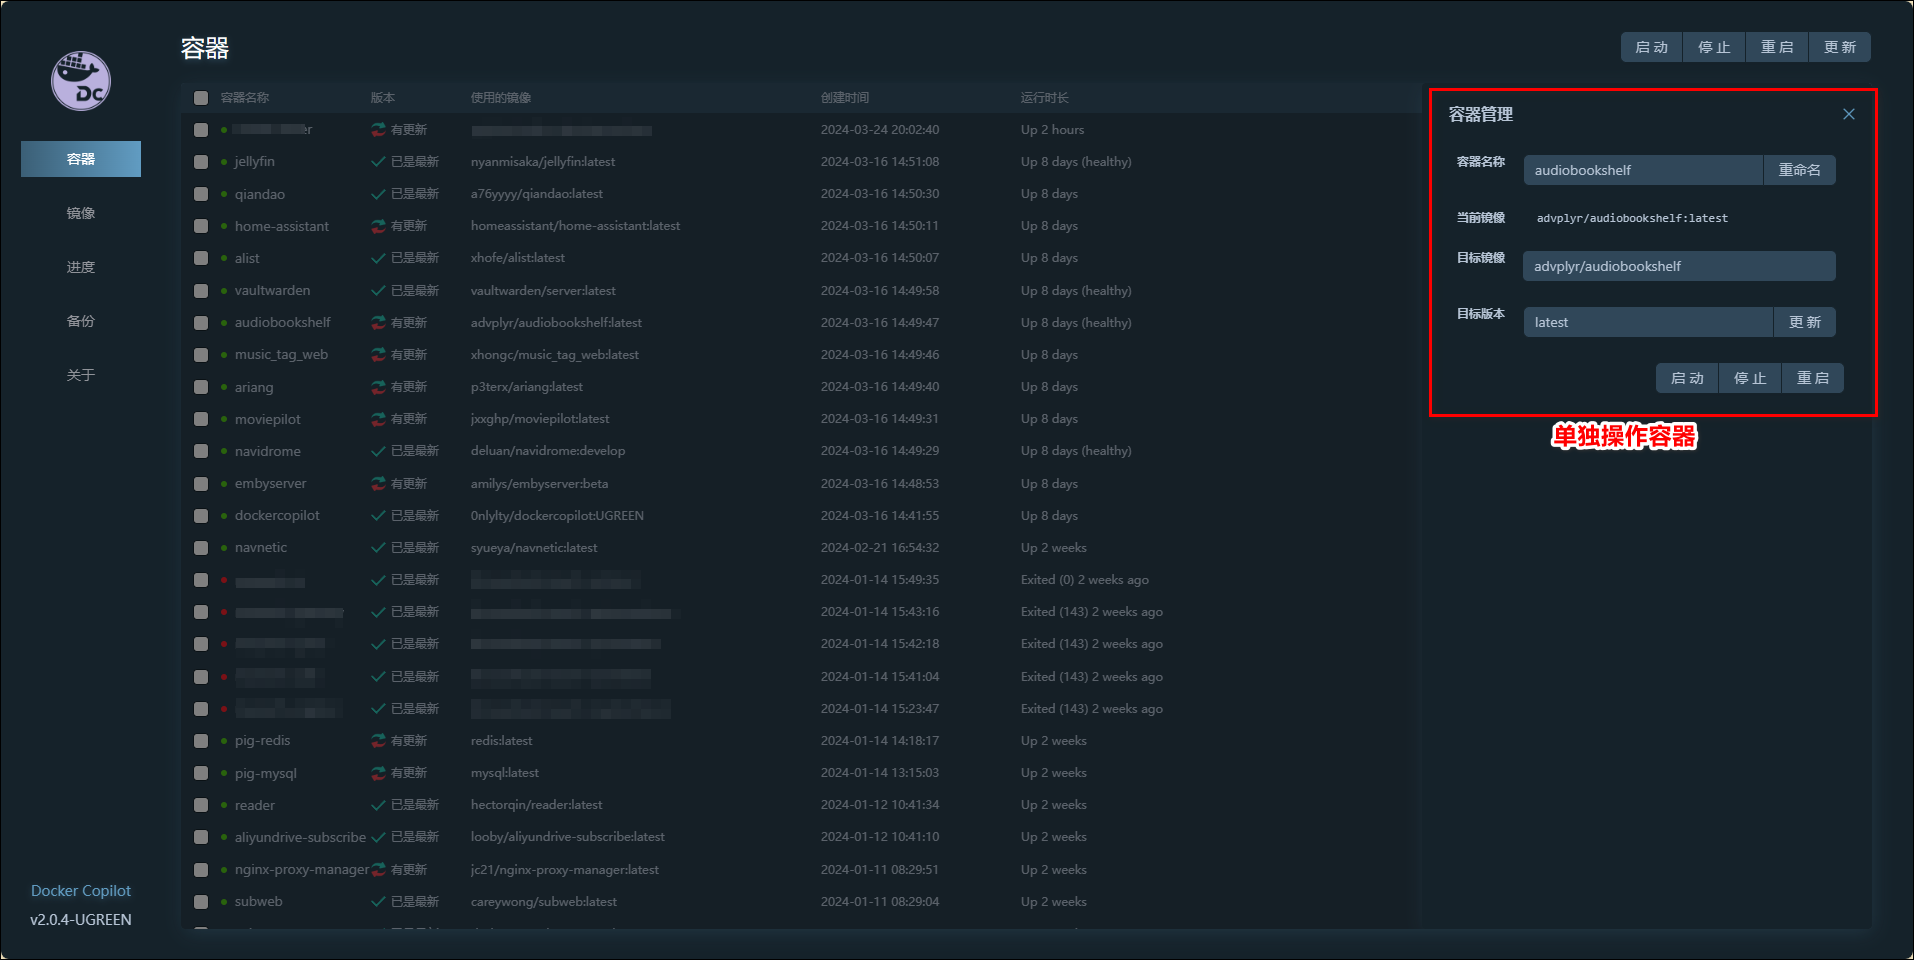 容器
启 动 停 止 重 启 更 新
Dc
容器
镜像
进度
备份
关于
Docker Copilot
v2.0.4-UGREEN
容器名称 版本 使用的镜像 创建时间 运行时长
er 有更新 2024-03-24 20:02:40 Up 2 hours
jellyfin 已是最新 nyanmisaka/jellyfin:latest 2024-03-16 14:51:08 Up 8 days (healthy)
qiandao 已是最新 a76yyyy/qiandao:latest 2024-03-16 14:50:30 Up 8 days
home-assistant 有更新 homeassistant/home-assistant:latest 2024-03-16 14:50:11 Up 8 days
alist 已是最新 xhofe/alist:latest 2024-03-16 14:50:07 Up 8 days
vaultwarden 已是最新 vaultwarden/server:latest 2024-03-16 14:49:58 Up 8 days (healthy)
audiobookshelf 有更新 advplyr/audiobookshelf:latest 2024-03-16 14:49:47 Up 8 days (healthy)
music_tag_web 有更新 xhongc/music_tag_web:latest 2024-03-16 14:49:46 Up 8 days
ariang 有更新 p3terx/ariang:latest 2024-03-16 14:49:40 Up 8 days
moviepilot 有更新 jxxghp/moviepilot:latest 2024-03-16 14:49:31 Up 8 days
navidrome 已是最新 deluan/navidrome:develop 2024-03-16 14:49:29 Up 8 days (healthy)
embyserver 有更新 amilys/embyserver:beta 2024-03-16 14:48:53 Up 8 days
dockercopilot 已是最新 0nlylty/dockercopilot:UGREEN 2024-03-16 14:41:55 Up 8 days
navnetic 已是最新 syueya/navnetic:latest 2024-02-21 16:54:32 Up 2 weeks
已是最新 2024-01-14 15:49:35 Exited (0) 2 weeks ago
已是最新 2024-01-14 15:43:16 Exited (143) 2 weeks ago
已是最新 2024-01-14 15:42:18 Exited (143) 2 weeks ago
已是最新 2024-01-14 15:41:04 Exited (143) 2 weeks ago
已是最新 2024-01-14 15:23:47 Exited (143) 2 weeks ago
pig-redis 有更新 redis:latest 2024-01-14 14:18:17 Up 2 weeks
pig-mysql 有更新 mysql:latest 2024-01-14 13:15:03 Up 2 weeks
reader 已是最新 hectorqin/reader:latest 2024-01-12 10:41:34 Up 2 weeks
aliyundrive-subscribe 已是最新 looby/aliyundrive-subscribe:latest 2024-01-12 10:41:10 Up 2 weeks
nginx-proxy-manager 有更新 jc21/nginx-proxy-manager:latest 2024-01-11 08:29:51 Up 2 weeks
subweb 已是最新 careywong/subweb:latest 2024-01-11 08:29:04 Up 2 weeks
容器管理
容器名称 audiobookshelf 重命名
当前镜像 advplyr/audiobookshelf:latest
目标镜像 advplyr/audiobookshelf
目标版本 latest 更 新
启 动 停 止 重 启
单独操作容器